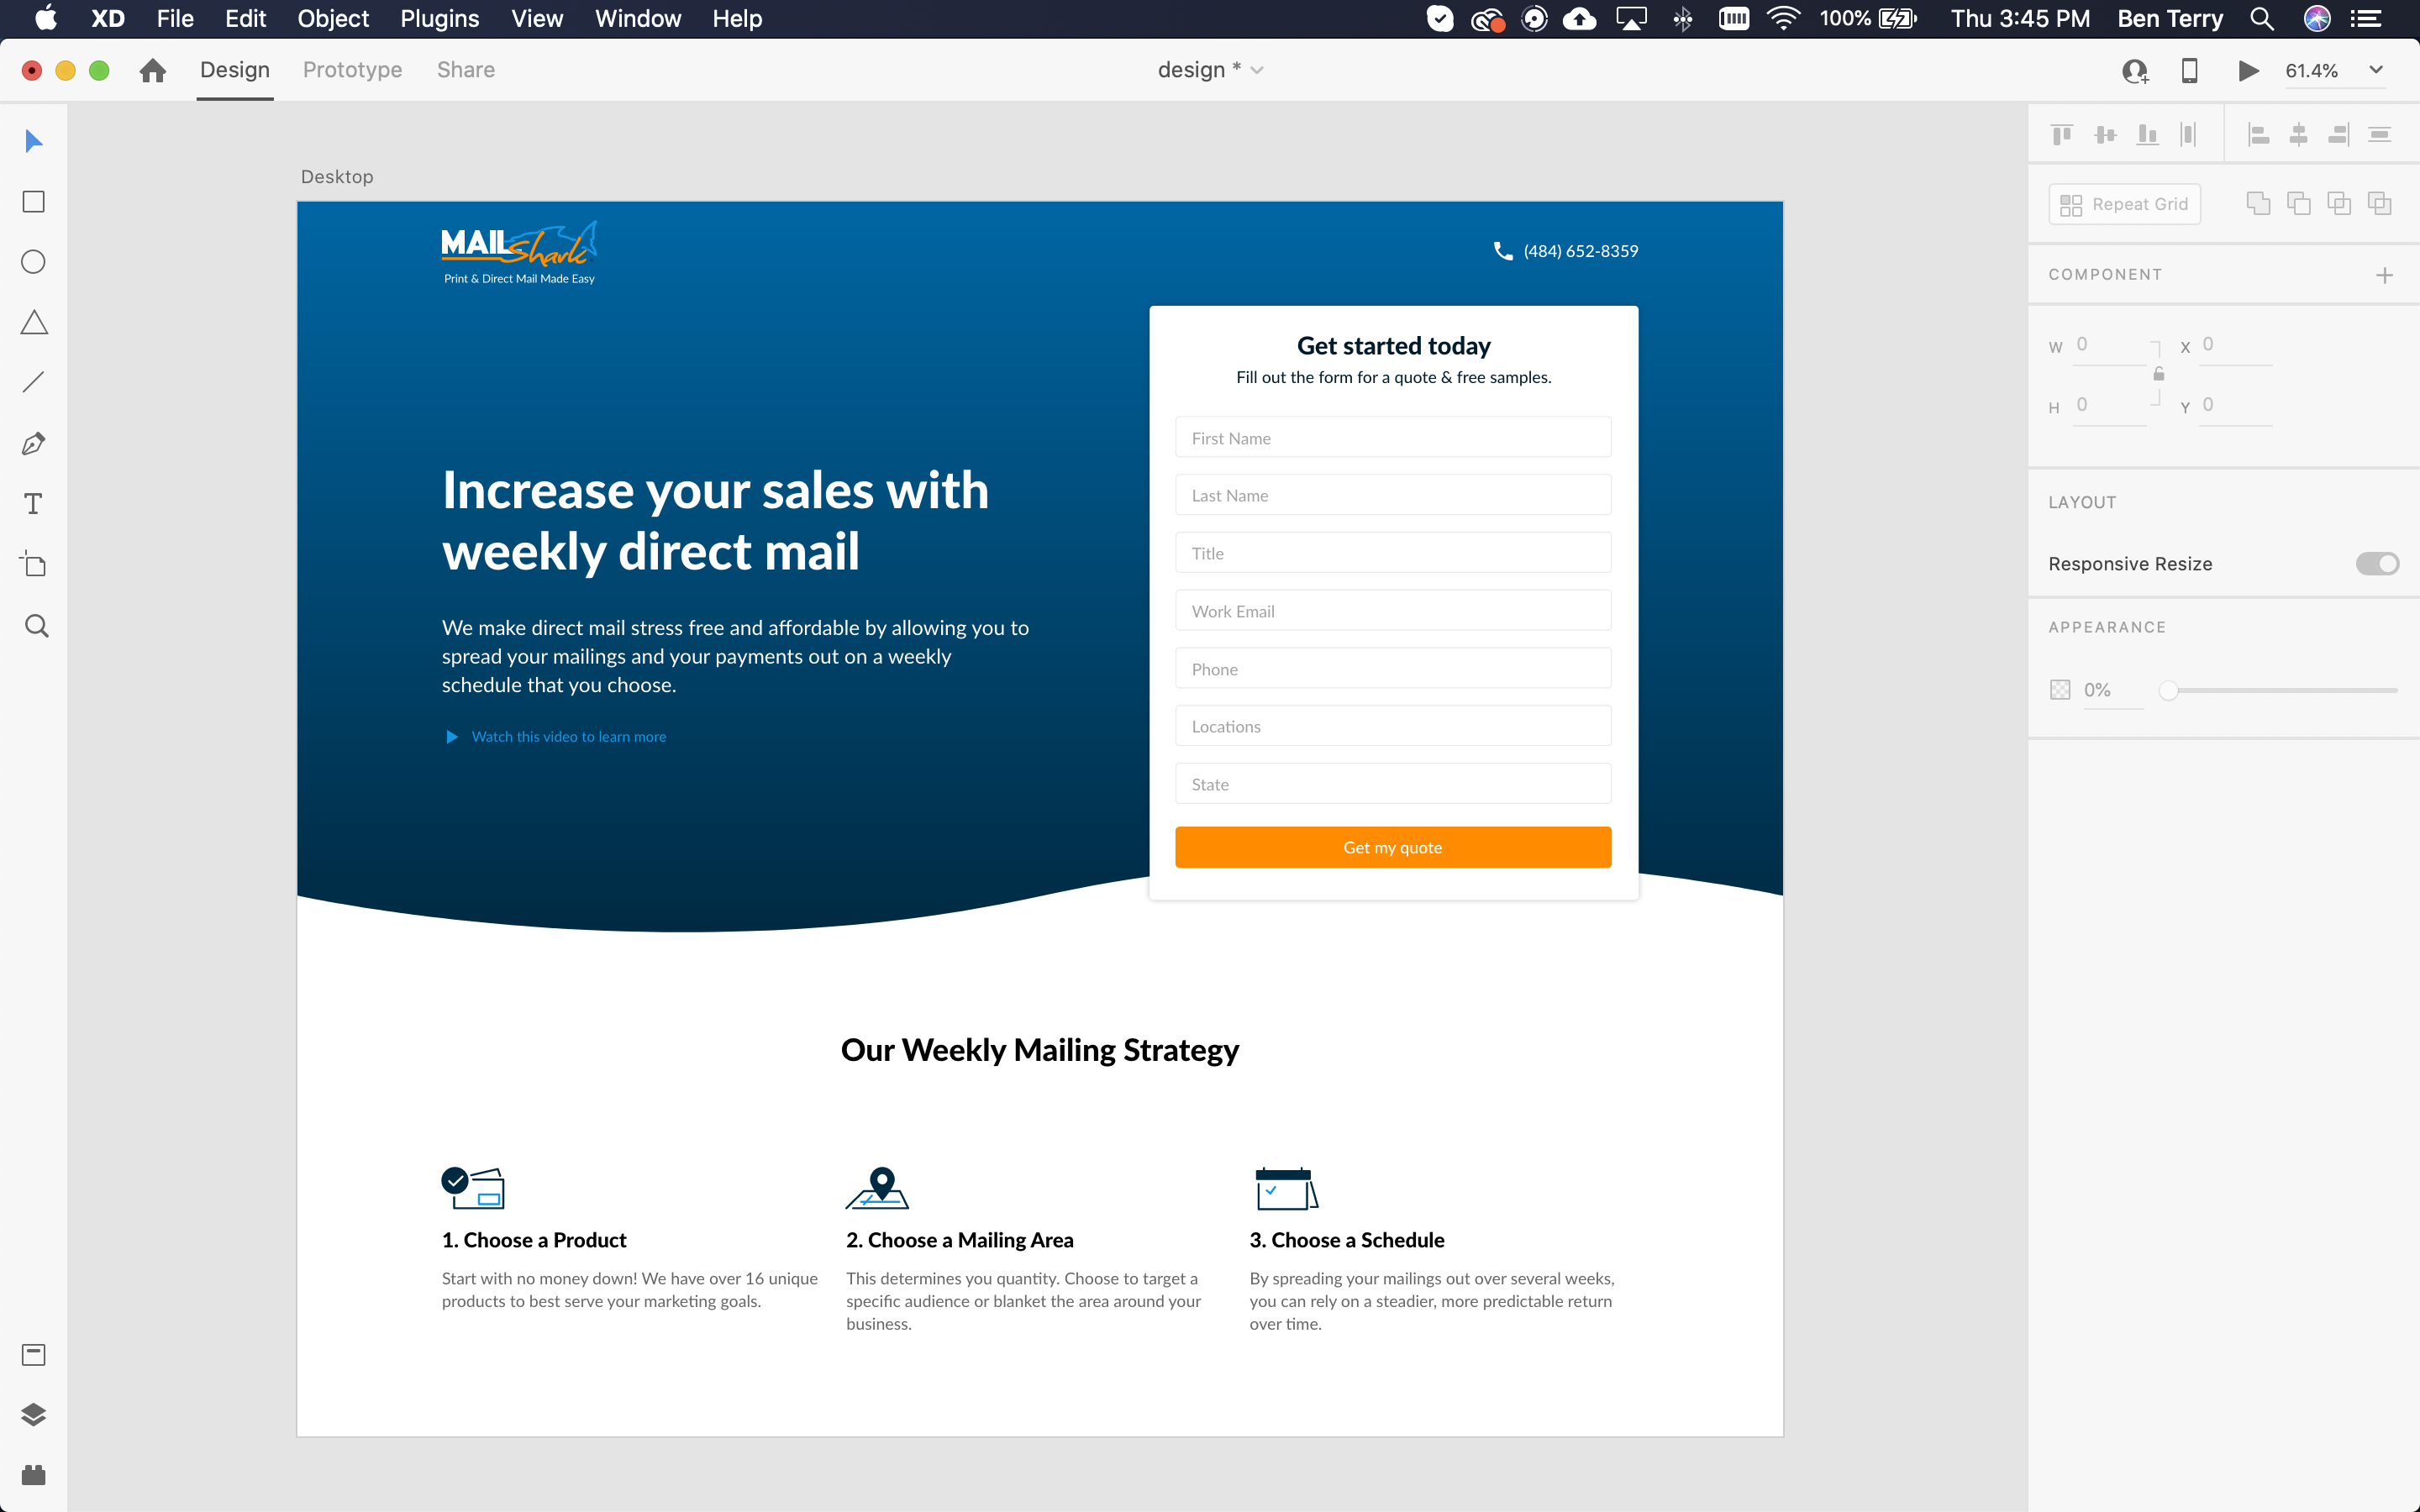 XD File Edit Object Plugins View Window Help 100% Thu 3:45 PM Ben Terry
Design Prototype Share design * 61.4%
Desktop
MAIL Shark
Print & Direct Mail Made Easy
(484) 652-8359
Increase your sales with
weekly direct mail
We make direct mail stress free and affordable by allowing you to
spread your mailings and your payments out on a weekly
schedule that you choose.
Watch this video to learn more
Get started today
Fill out the form for a quote & free samples.
First Name
Last Name
Title
Work Email
Phone
Locations
State
Get my quote
Our Weekly Mailing Strategy
1. Choose a Product
Start with no money down! We have over 16 unique
products to best serve your marketing goals.
2. Choose a Mailing Area
This determines you quantity. Choose to target a
specific audience or blanket the area around your
business.
3. Choose a Schedule
By spreading your mailings out over several weeks,
you can rely on a steadier, more predictable return
over time.
Repeat Grid
COMPONENT
W 0 X 0
H 0 Y 0
LAYOUT
Responsive Resize
APPEARANCE
0%